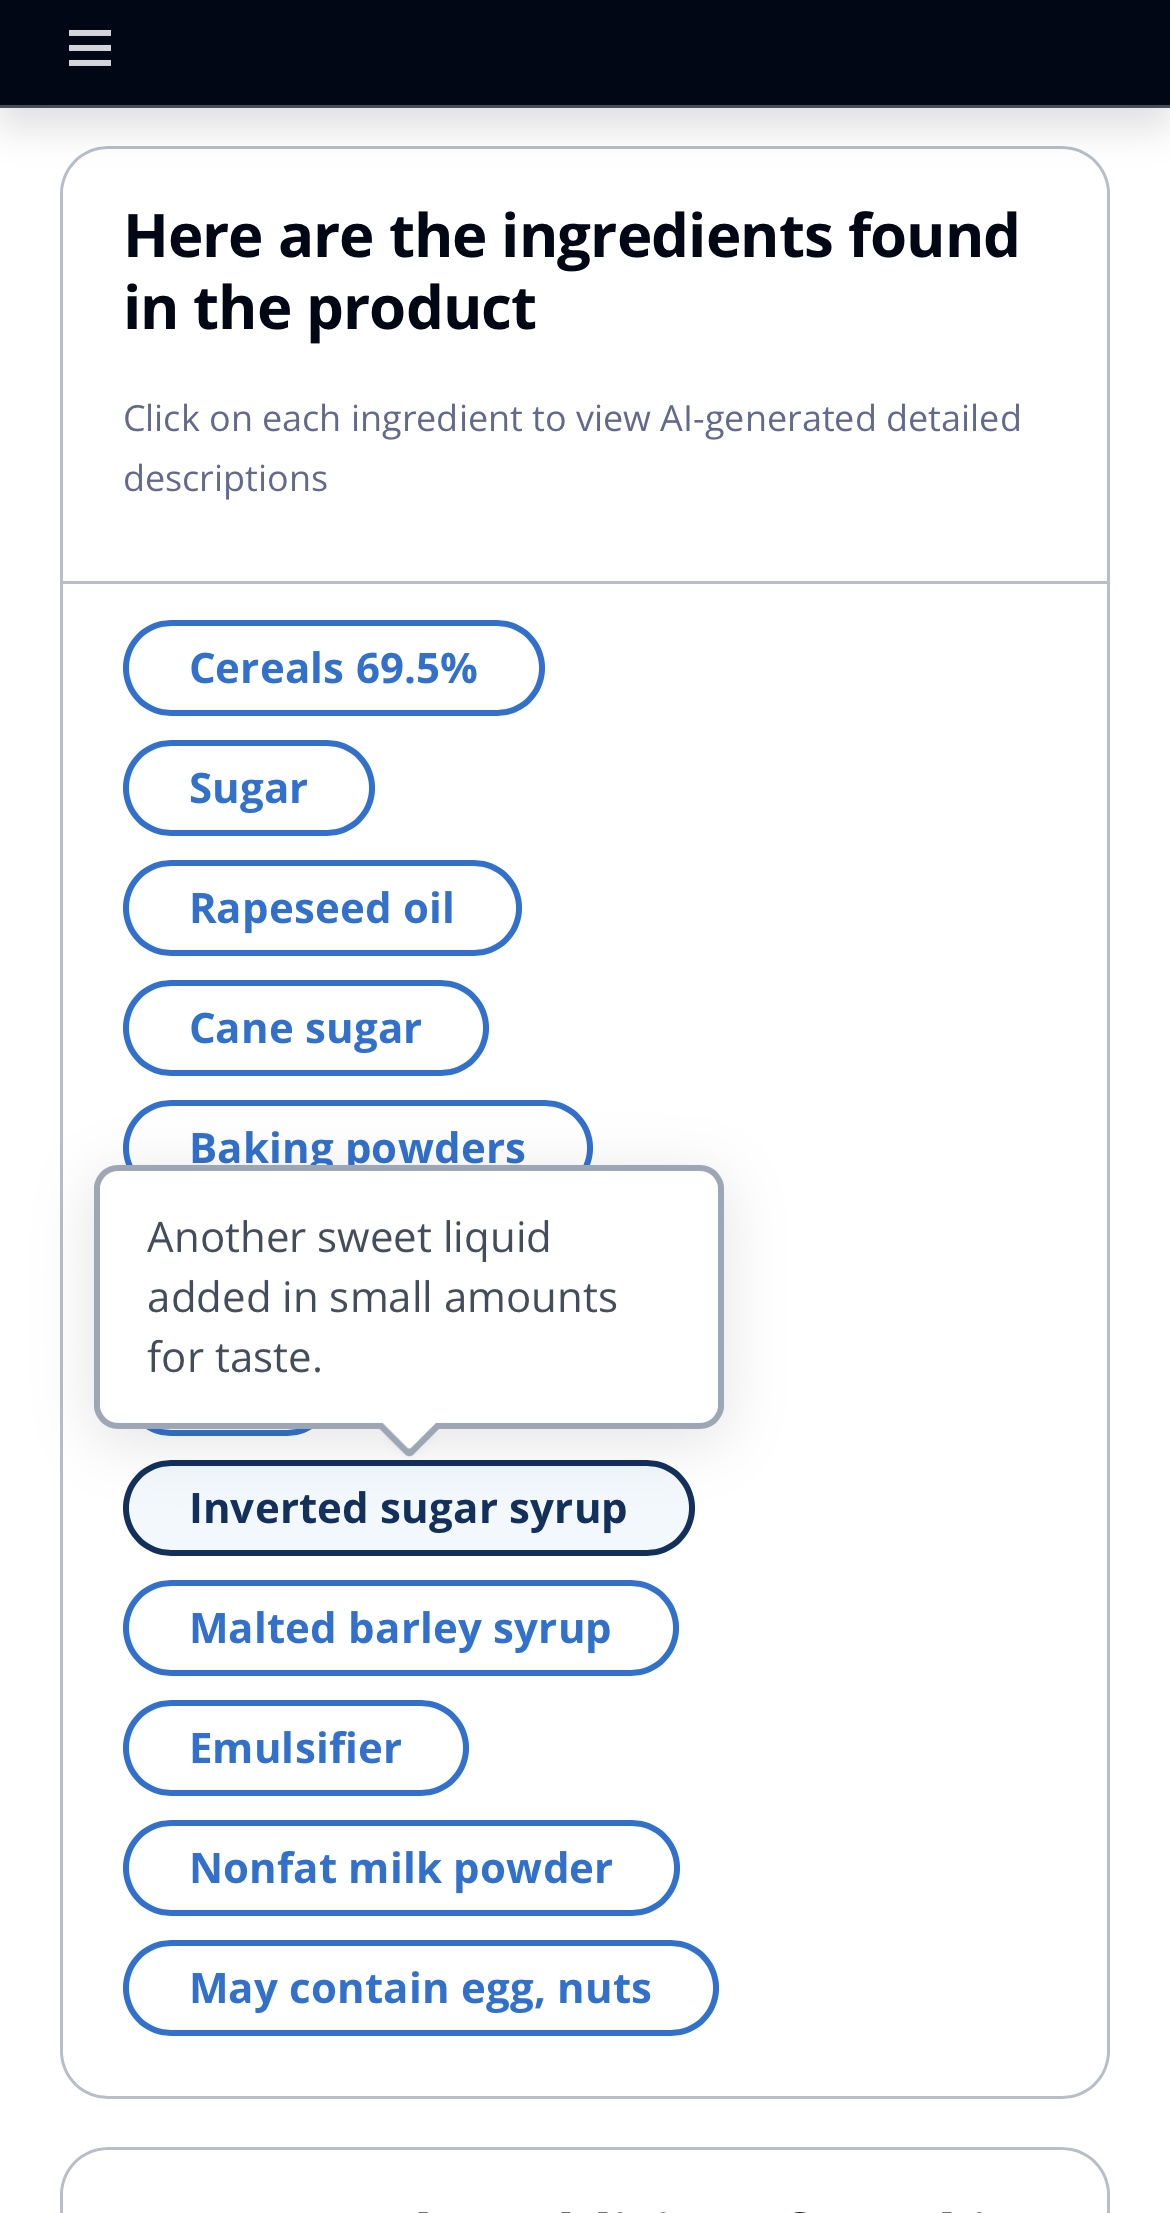 Here are the ingredients found
in the product
Click on each ingredient to view AI-generated detailed
descriptions
Cereals 69.5%
Sugar
Rapeseed oil
Cane sugar
Baking powders
Another sweet liquid
added in small amounts
for taste.
Inverted sugar syrup
Malted barley syrup
Emulsifier
Nonfat milk powder
May contain egg, nuts